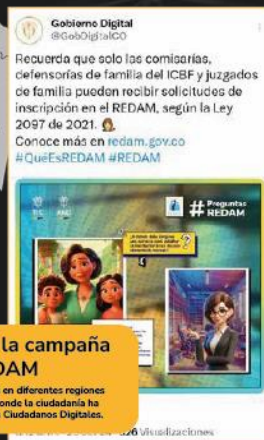 Gobierno Digital
@GobDigitalCO
Recuerda que solo las comisarías,
defensorías de familia del ICBF y juzgados
de familia pueden recibir solicitudes de
inscripción en el REDAM, según la Ley
2097 de 2021.
Conoce más en redam.gov.co
#QuéEsREDAM #REDAM
# Preguntas
REDAM
la campaña
DAM
en diferentes regiones
onde la ciudadanía ha
Ciudadanos Digitales.
Visualizaciones